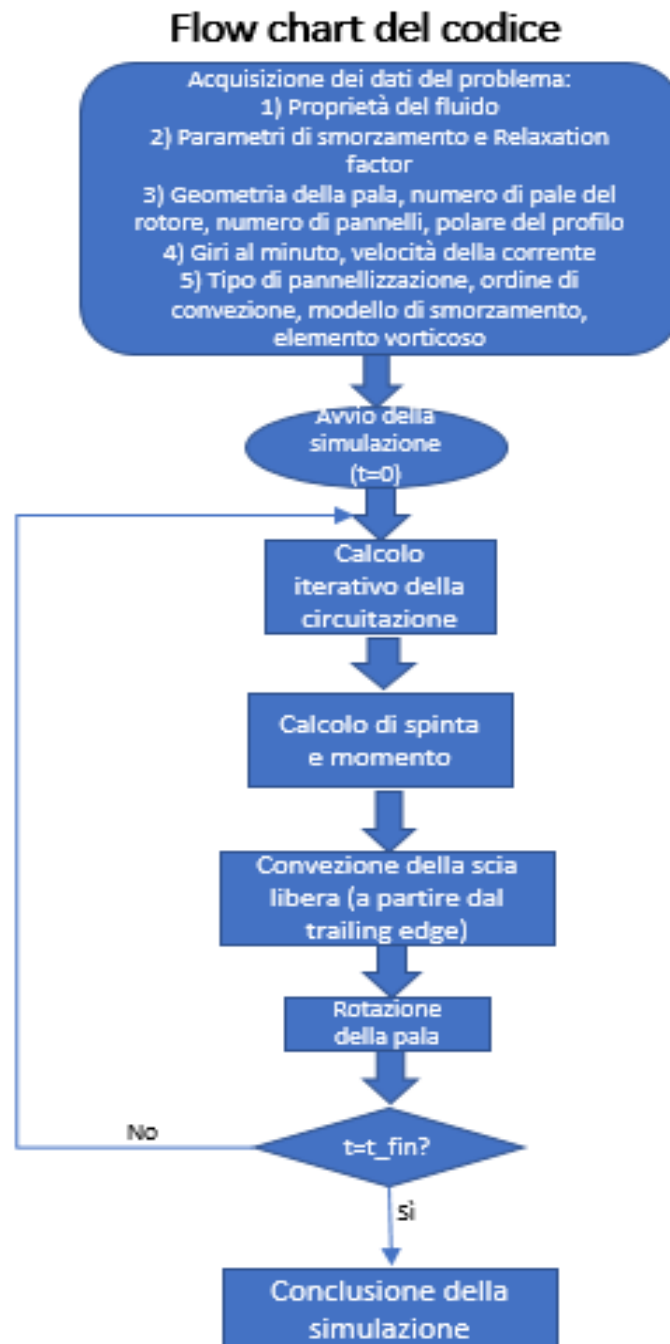 Flow chart del codice
Acquisizione dei dati del problema:
1) Proprietà del fluido
2) Parametri di smorzamento e Relaxation
factor
3) Geometria della pala, numero di pale del
rotore, numero di pannelli, polare del profilo
4) Giri al minuto, velocità della corrente
5) Tipo di pannellizzazione, ordine di
convezione, modello di smorzamento,
elemento vorticoso
Avvio della
simulazione
(t=0)
Calcolo
iterativo della
circuitazione
Calcolo di spinta
e momento
Convezione della scia
libera (a partire dal
trailing edge)
Rotazione
della pala
No
t=t_fin?
sì
Conclusione della
simulazione